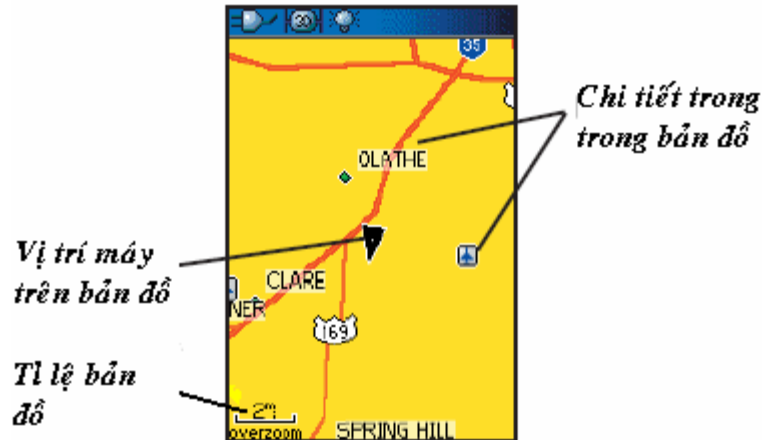 3D
35
Chi tiết trong
trong bản đồ
OLATHE
Vị trí máy
trên bản đồ
CLARE
NER
169
Tỉ lệ bản
đồ
2m
overzoom
SPRING HILL